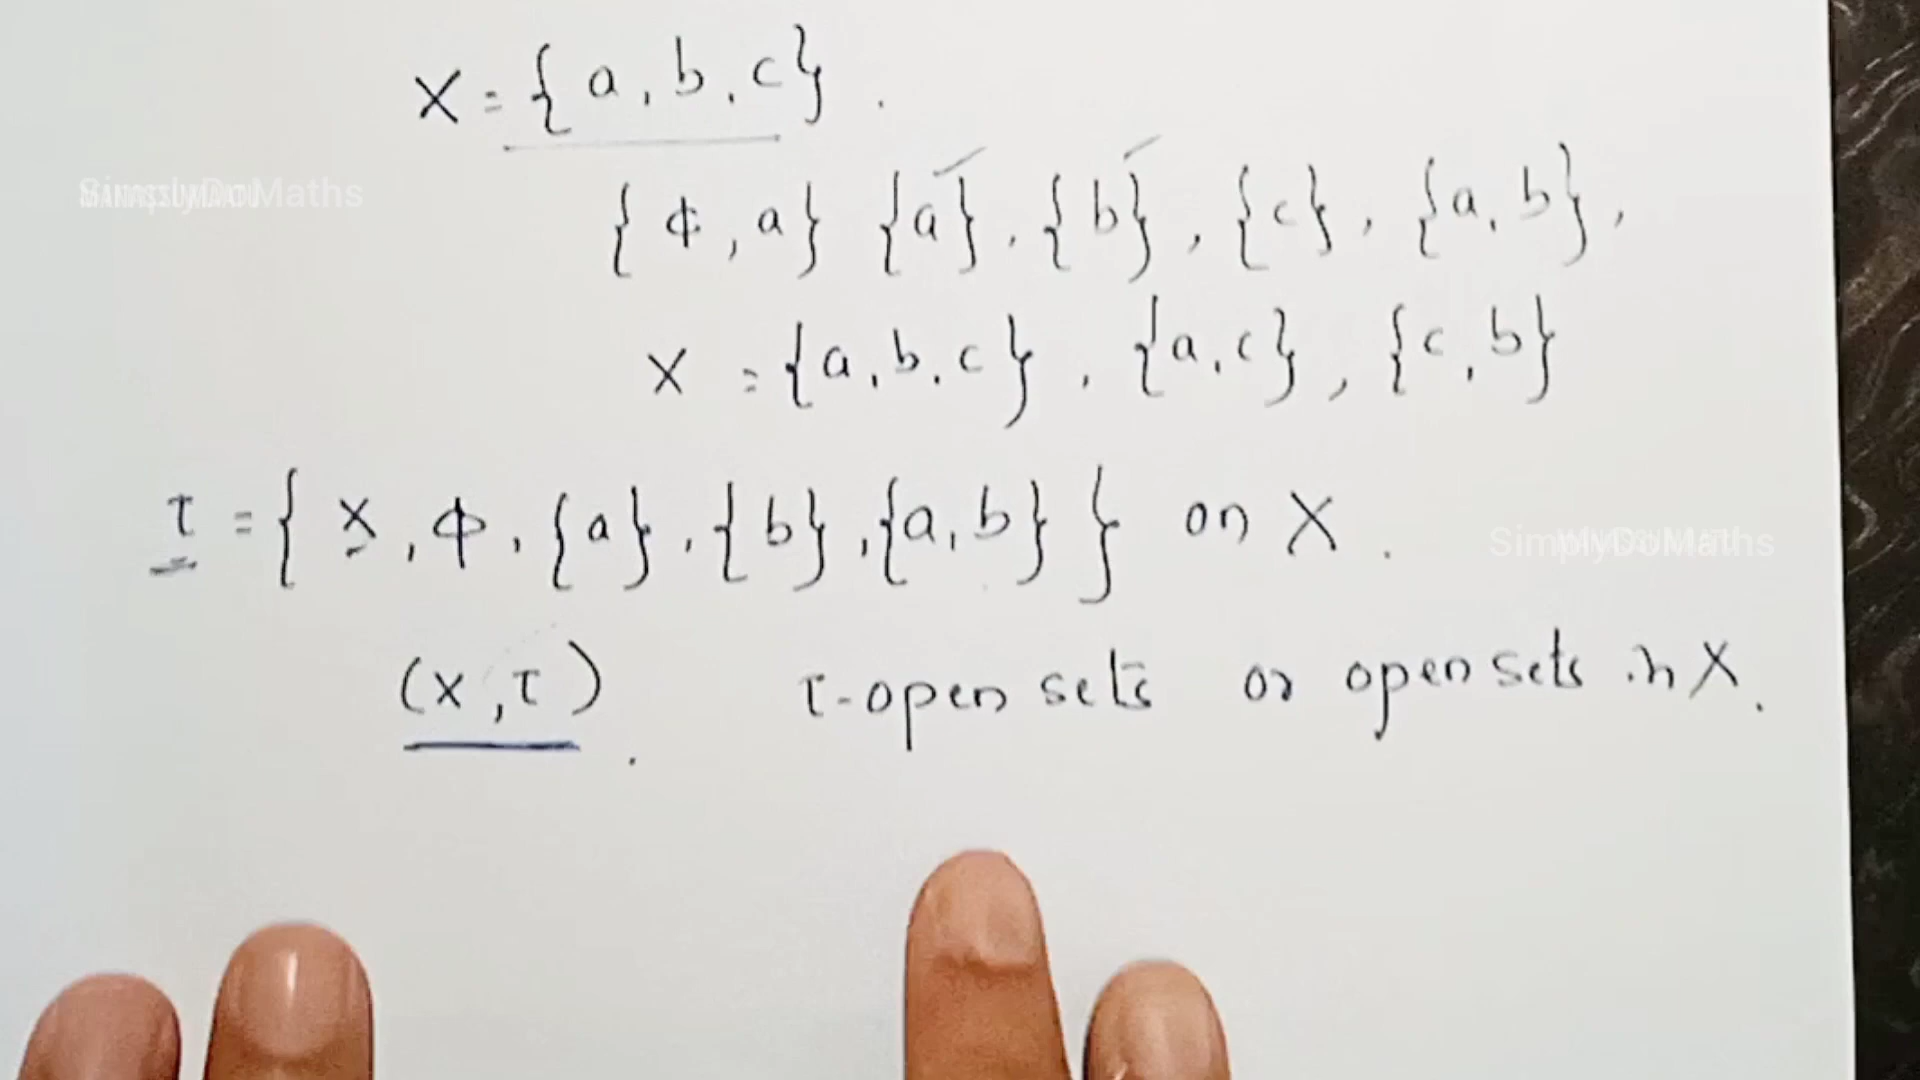 X = {a, b, c}.
{Φ, a} {a}, {b}, {c}, {a, b},
X = {a, b, c}, {a, c}, {c, b}
τ = { X, Φ, {a}, {b}, {a, b} } on X.
(X, τ). τ-open sets or open sets in X.
SimplyDoMaths
SimplyDoMaths